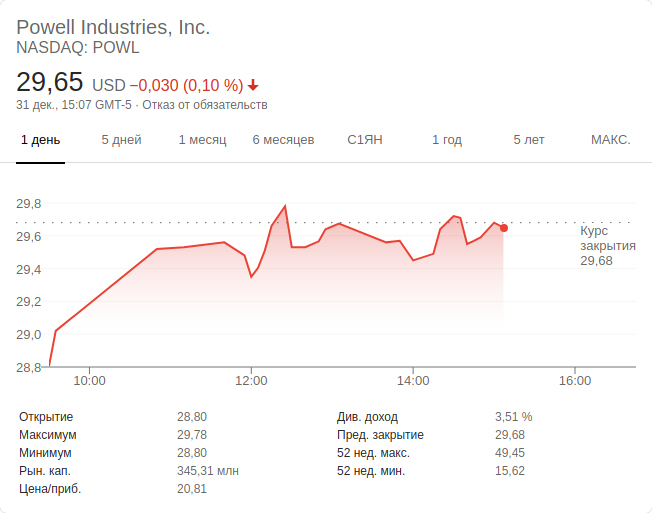 Powell Industries, Inc.
NASDAQ: POWL
29,65 USD −0,030 (0,10 %)
31 дек., 15:07 GMT-5 · Отказ от обязательств
1 день 5 дней 1 месяц 6 месяцев С1ЯН 1 год 5 лет МАКС.
29,8
29,6
29,4
29,2
29,0
28,8
Курс
закрытия
29,68
10:00 12:00 14:00 16:00
Открытие 28,80 Див. доход 3,51 %
Максимум 29,78 Пред. закрытие 29,68
Минимум 28,80 52 нед. макс. 49,45
Рын. кап. 345,31 млн 52 нед. мин. 15,62
Цена/приб. 20,81